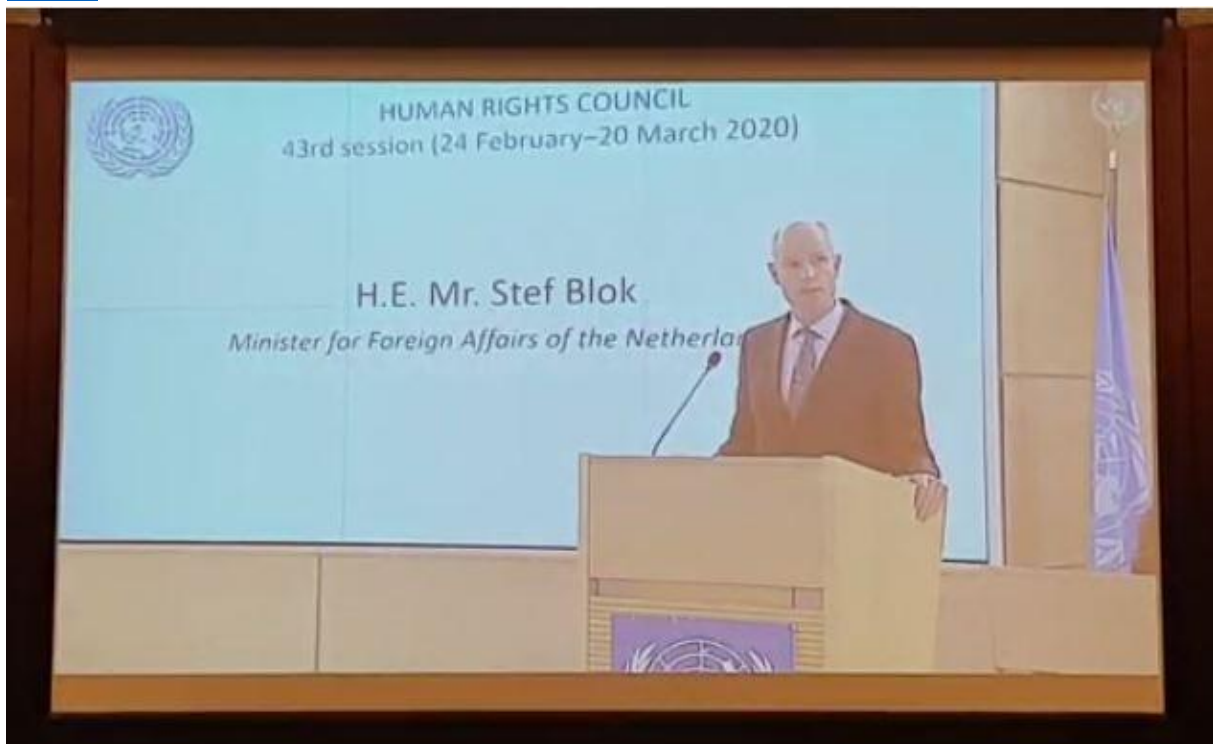 HUMAN RIGHTS COUNCIL
43rd session (24 February–20 March 2020)
H.E. Mr. Stef Blok
Minister for Foreign Affairs of the Netherlan